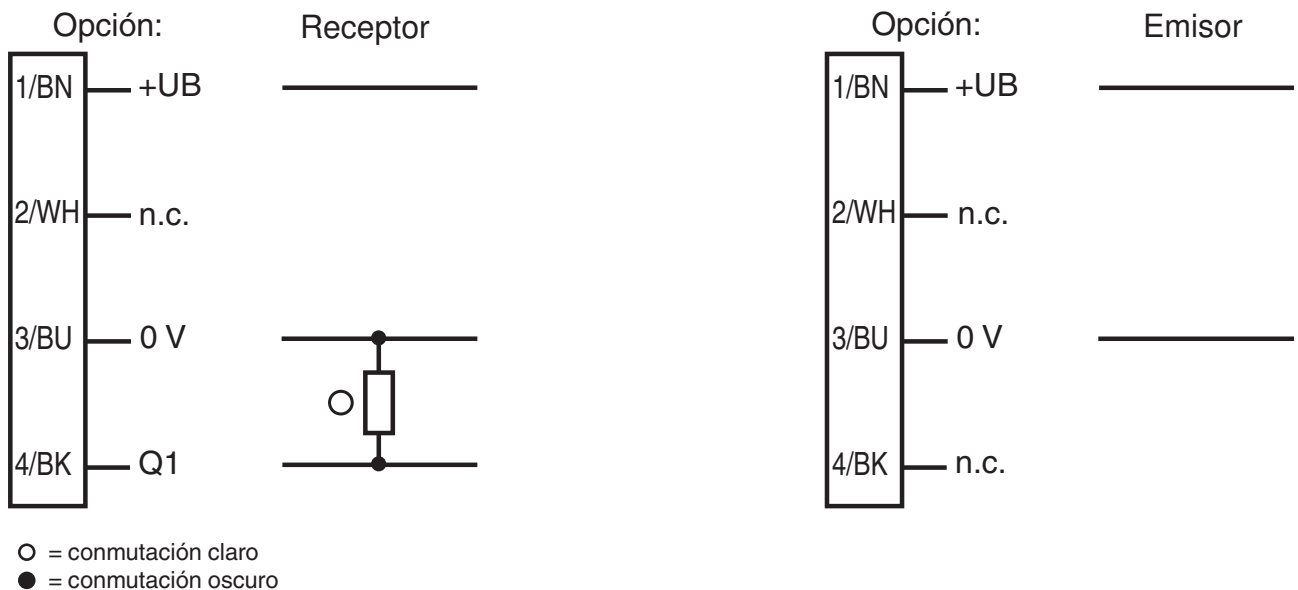 Opción: Receptor
1/BN +UB
2/WH n.c.
3/BU 0 V
4/BK Q1
= conmutación claro
= conmutación oscuro
Opción: Emisor
1/BN +UB
2/WH n.c.
3/BU 0 V
4/BK n.c.